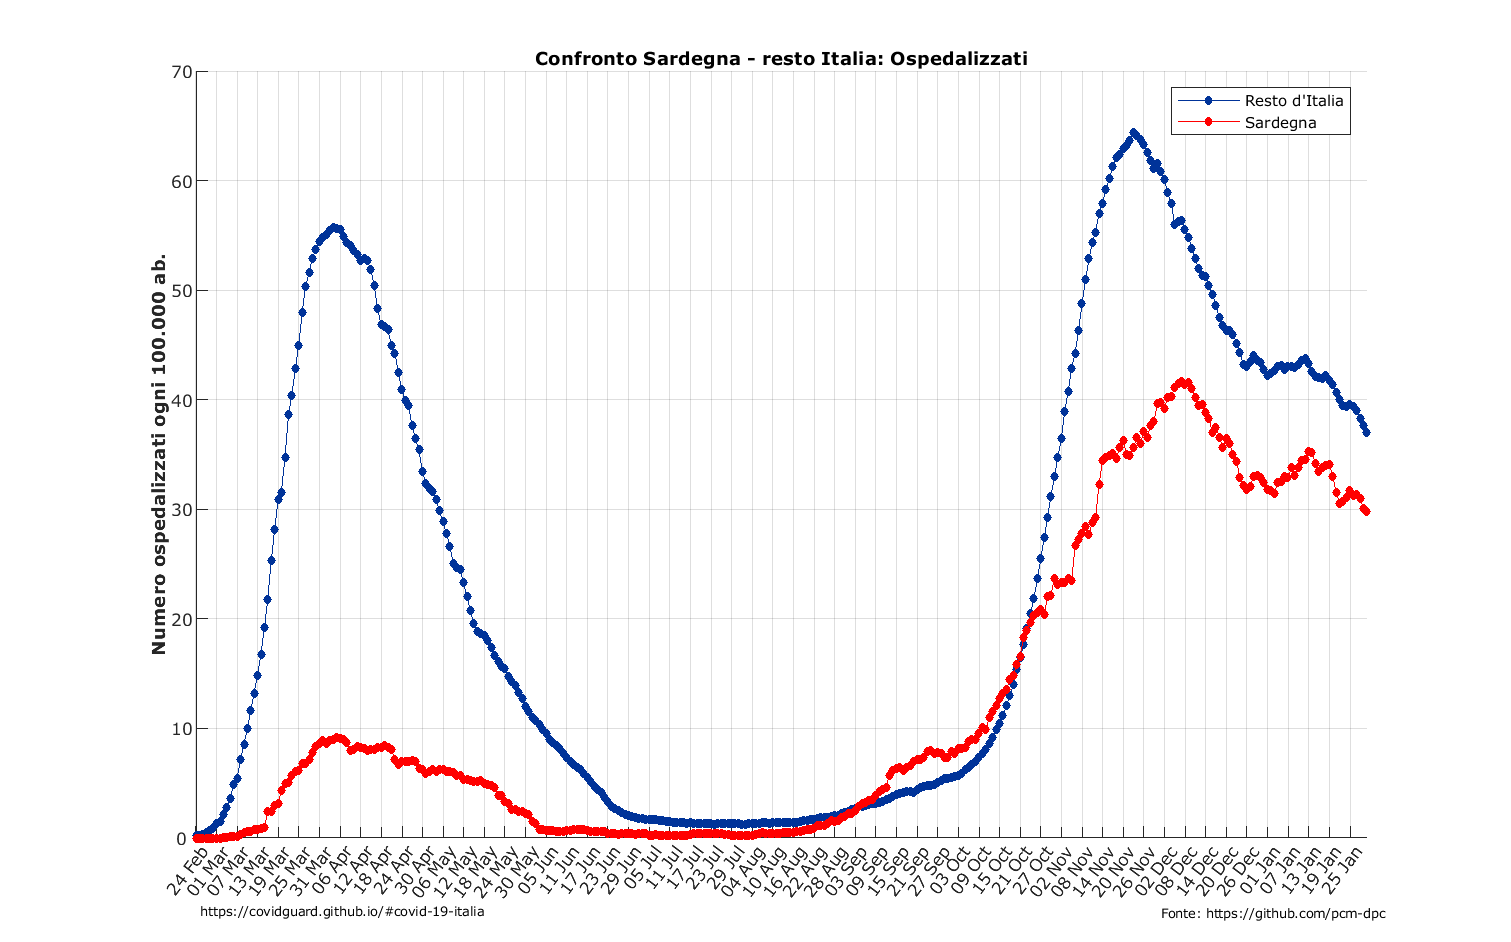 Confronto Sardegna - resto Italia: Ospedalizzati
Resto d'Italia
Sardegna
Numero ospedalizzati ogni 100.000 ab.
70
60
50
40
30
20
10
0
24 Feb
01 Mar
07 Mar
13 Mar
19 Mar
25 Mar
31 Mar
06 Apr
12 Apr
18 Apr
24 Apr
30 Apr
06 May
12 May
18 May
24 May
30 May
05 Jun
11 Jun
17 Jun
23 Jun
29 Jun
05 Jul
11 Jul
17 Jul
23 Jul
29 Jul
04 Aug
10 Aug
16 Aug
22 Aug
28 Aug
03 Sep
09 Sep
15 Sep
21 Sep
27 Sep
03 Oct
09 Oct
15 Oct
21 Oct
27 Oct
02 Nov
08 Nov
14 Nov
20 Nov
26 Nov
02 Dec
08 Dec
14 Dec
20 Dec
26 Dec
01 Jan
07 Jan
13 Jan
19 Jan
25 Jan
https://covidguard.github.io/#covid-19-italia
Fonte: https://github.com/pcm-dpc